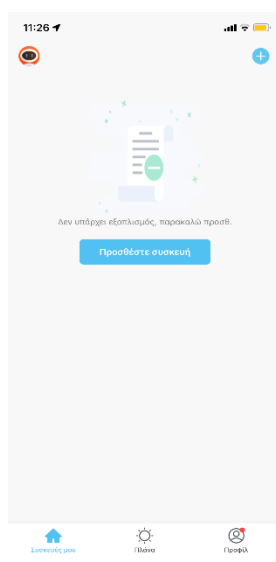 11:26
Δεν υπάρχει εξοπλισμός, παρακαλώ προσθ.
Προσθέστε συσκευή
Συσκευές μου
Πλάνα
Προφίλ